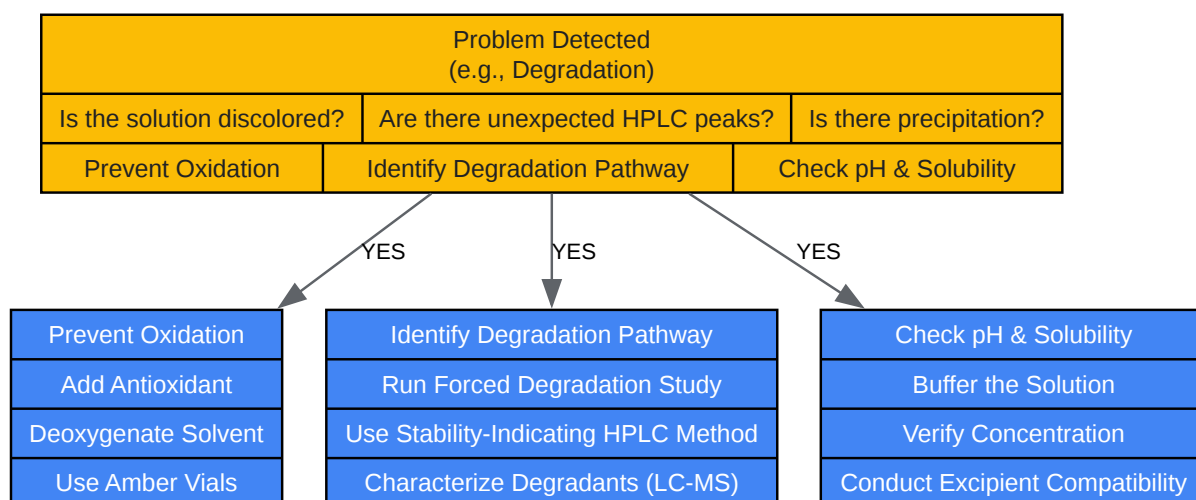 Problem Detected
(e.g., Degradation)
Is the solution discolored?
Are there unexpected HPLC peaks?
Is there precipitation?
Prevent Oxidation
Identify Degradation Pathway
Check pH & Solubility
YES
YES
YES
Prevent Oxidation
Add Antioxidant
Deoxygenate Solvent
Use Amber Vials
Identify Degradation Pathway
Run Forced Degradation Study
Use Stability-Indicating HPLC Method
Characterize Degradants (LC-MS)
Check pH & Solubility
Buffer the Solution
Verify Concentration
Conduct Excipient Compatibility